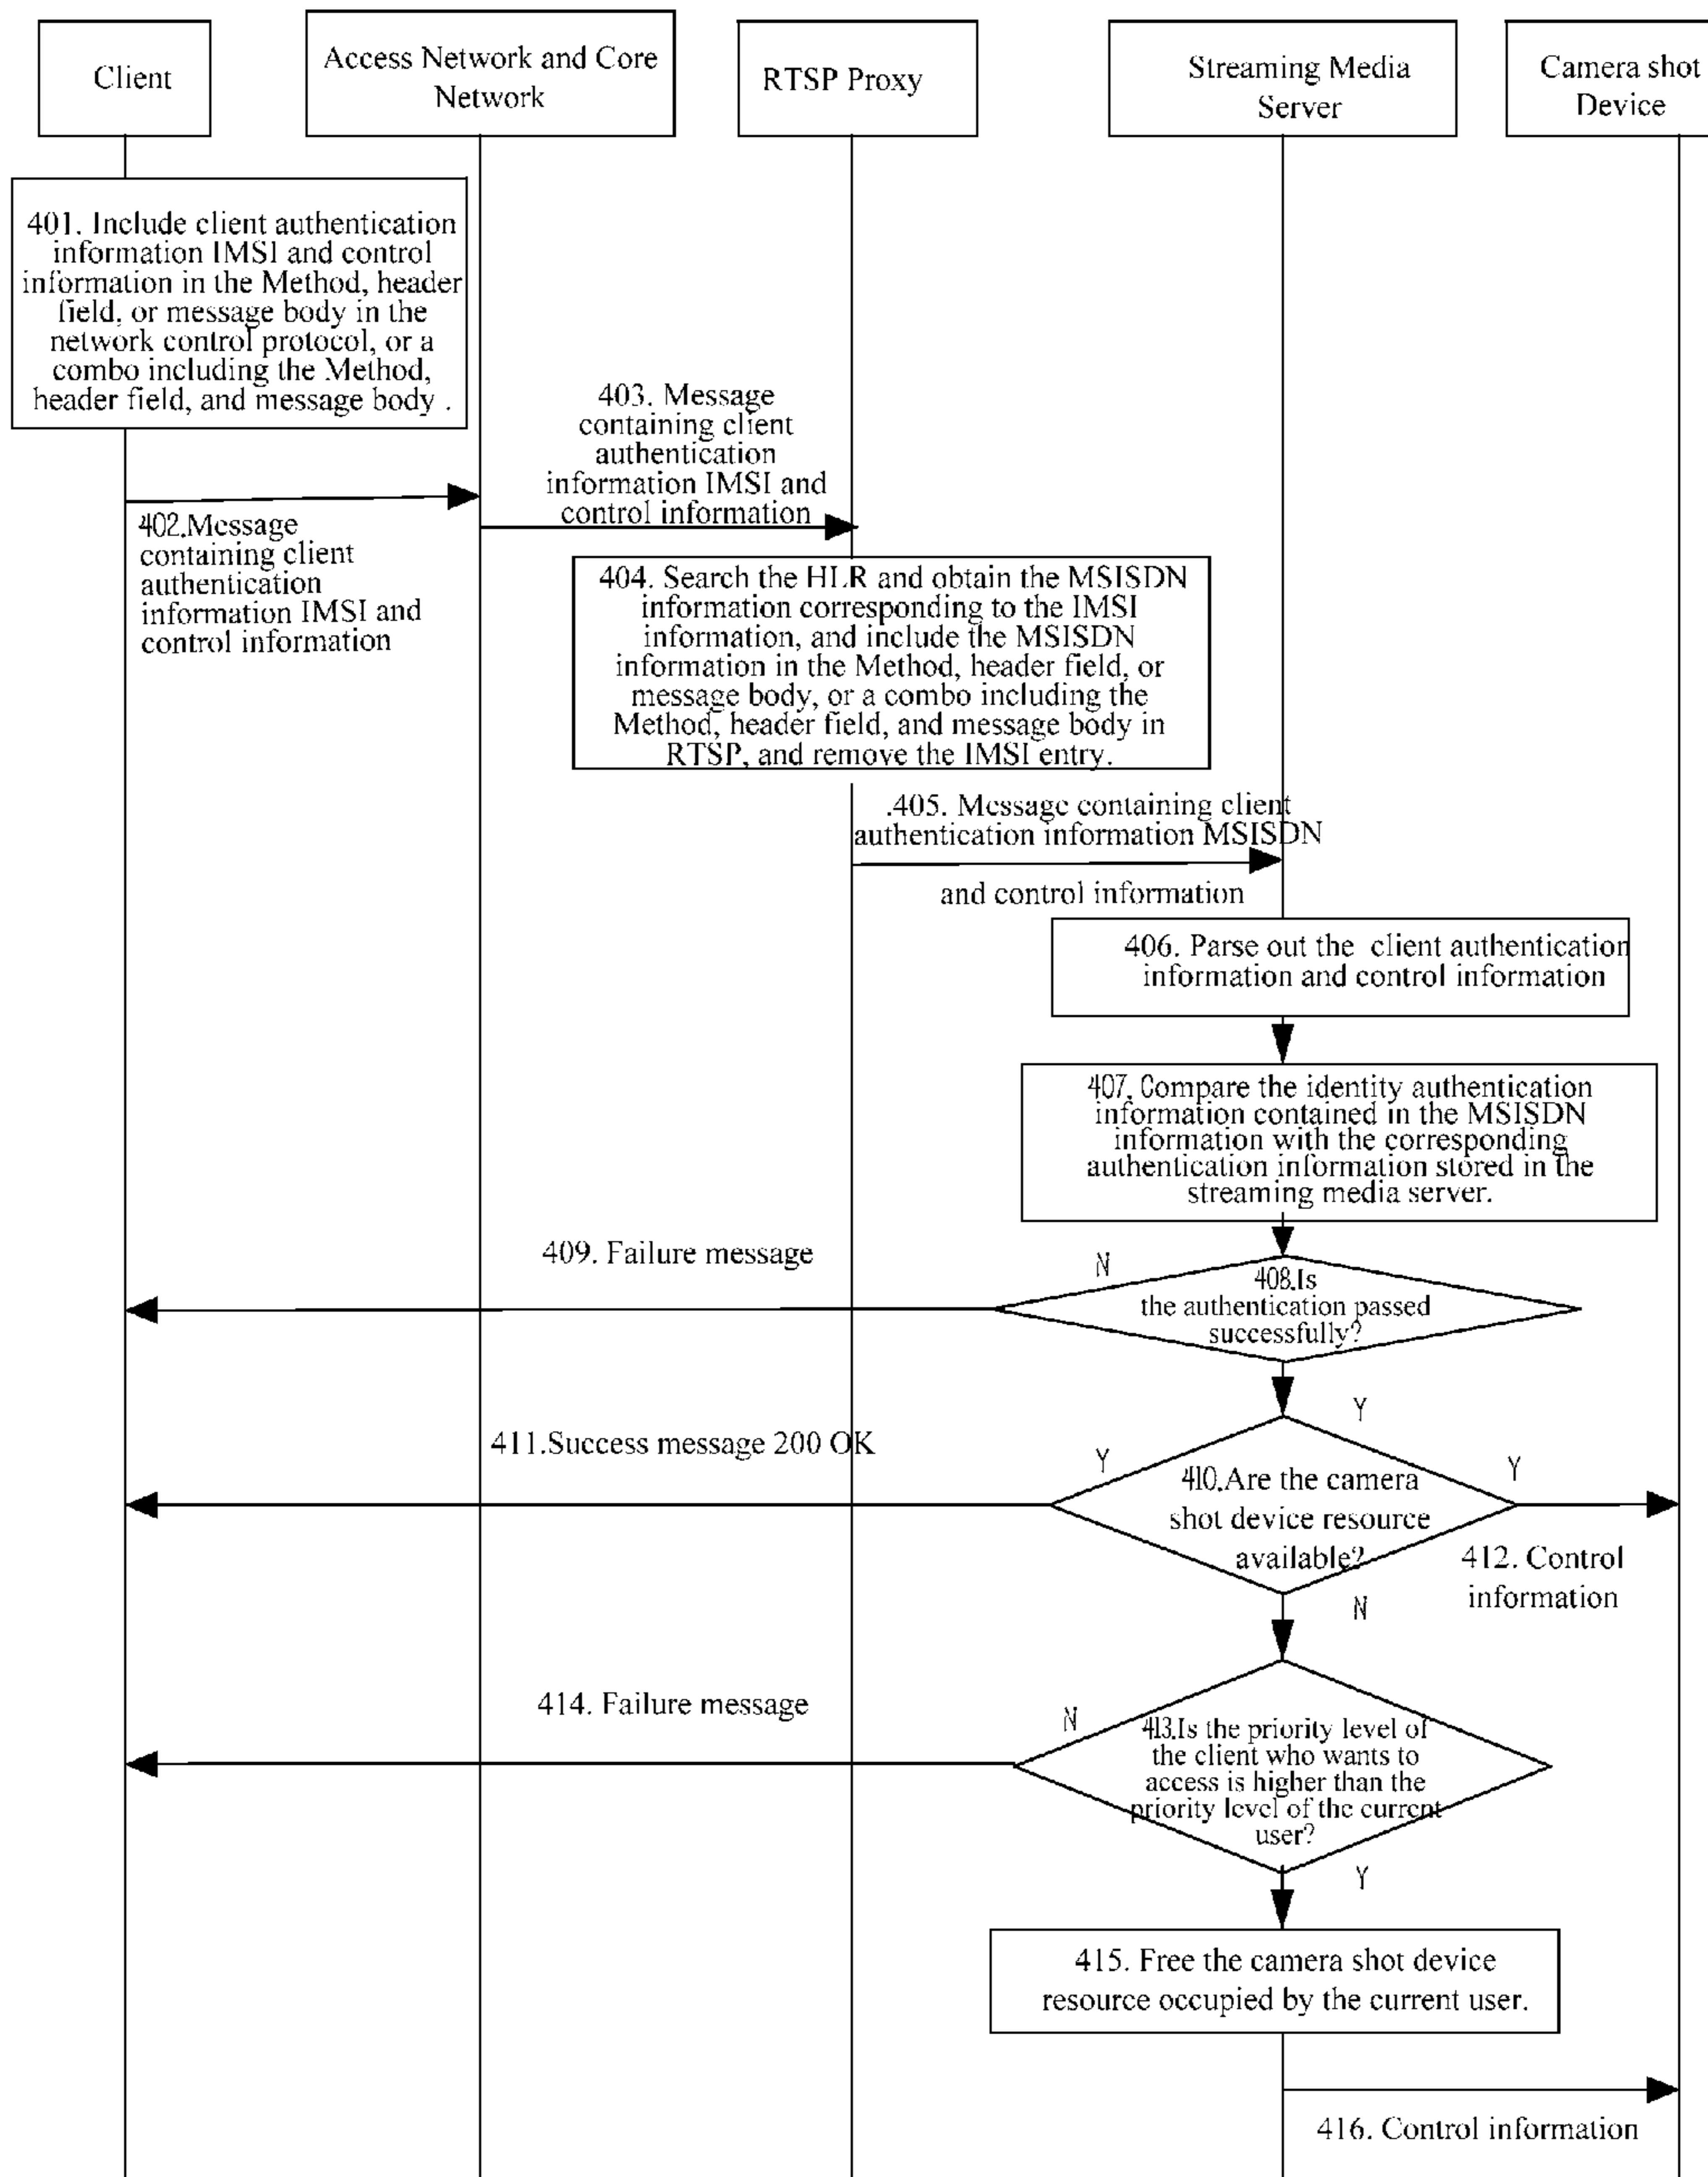 Client
Access Network and Core
Network
RTSP Proxy
Streaming Media
Server
Camera shot
Device
401. Include client authentication
information IMSI and control
information in the Method, header
field, or message body in the
network control protocol, or a
combo including the Method,
header field, and message body .
402.Message
containing client
authentication
information IMSI and
control information
403. Message
containing client
authentication
information IMSI and
control information
404. Search the HLR and obtain the MSISDN
information corresponding to the IMSI
information, and include the MSISDN
information in the Method, header field, or
message body, or a combo including the
Method, header field, and message body in
RTSP, and remove the IMSI entry.
.405. Message containing client
authentication information MSISDN
and control information
406. Parse out the client authentication
information and control information
407. Compare the identity authentication
information contained in the MSISDN
information with the corresponding
authentication information stored in the
streaming media server.
409. Failure message
N
408.Is
the authentication passed
successfully?
Y
411.Success message 200 OK
Y
410.Are the camera
shot device resource
available?
Y
412. Control
information
N
414. Failure message
N
413.Is the priority level of
the client who wants to
access is higher than the
priority level of the current
user?
Y
415. Free the camera shot device
resource occupied by the current user.
416. Control information